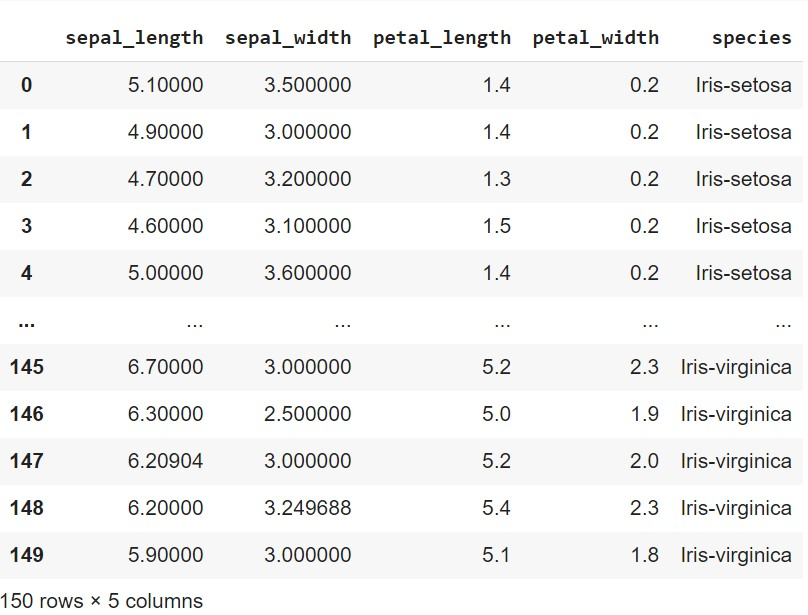 sepal_length sepal_width petal_length petal_width species
0 5.10000 3.500000 1.4 0.2 Iris-setosa
1 4.90000 3.000000 1.4 0.2 Iris-setosa
2 4.70000 3.200000 1.3 0.2 Iris-setosa
3 4.60000 3.100000 1.5 0.2 Iris-setosa
4 5.00000 3.600000 1.4 0.2 Iris-setosa
... ... ... ... ... ...
145 6.70000 3.000000 5.2 2.3 Iris-virginica
146 6.30000 2.500000 5.0 1.9 Iris-virginica
147 6.20904 3.000000 5.2 2.0 Iris-virginica
148 6.20000 3.249688 5.4 2.3 Iris-virginica
149 5.90000 3.000000 5.1 1.8 Iris-virginica
150 rows × 5 columns